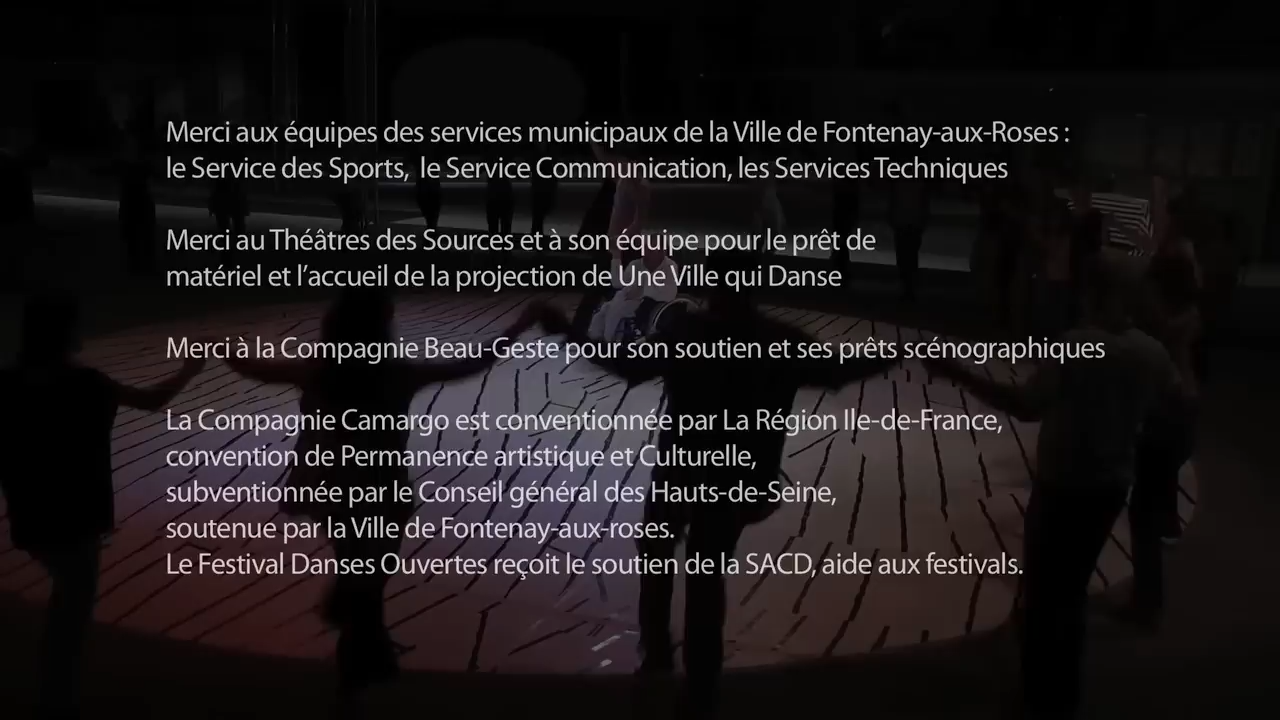 Merci aux équipes des services municipaux de la Ville de Fontenay-aux-Roses :
le Service des Sports, le Service Communication, les Services Techniques
Merci au Théâtres des Sources et à son équipe pour le prêt de
matériel et l’accueil de la projection de Une Ville qui Danse
Merci à la Compagnie Beau-Geste pour son soutien et ses prêts scénographiques
La Compagnie Camargo est conventionnée par La Région Ile-de-France,
convention de Permanence artistique et Culturelle,
subventionnée par le Conseil général des Hauts-de-Seine,
soutenue par la Ville de Fontenay-aux-roses.
Le Festival Danses Ouvertes reçoit le soutien de la SACD, aide aux festivals.